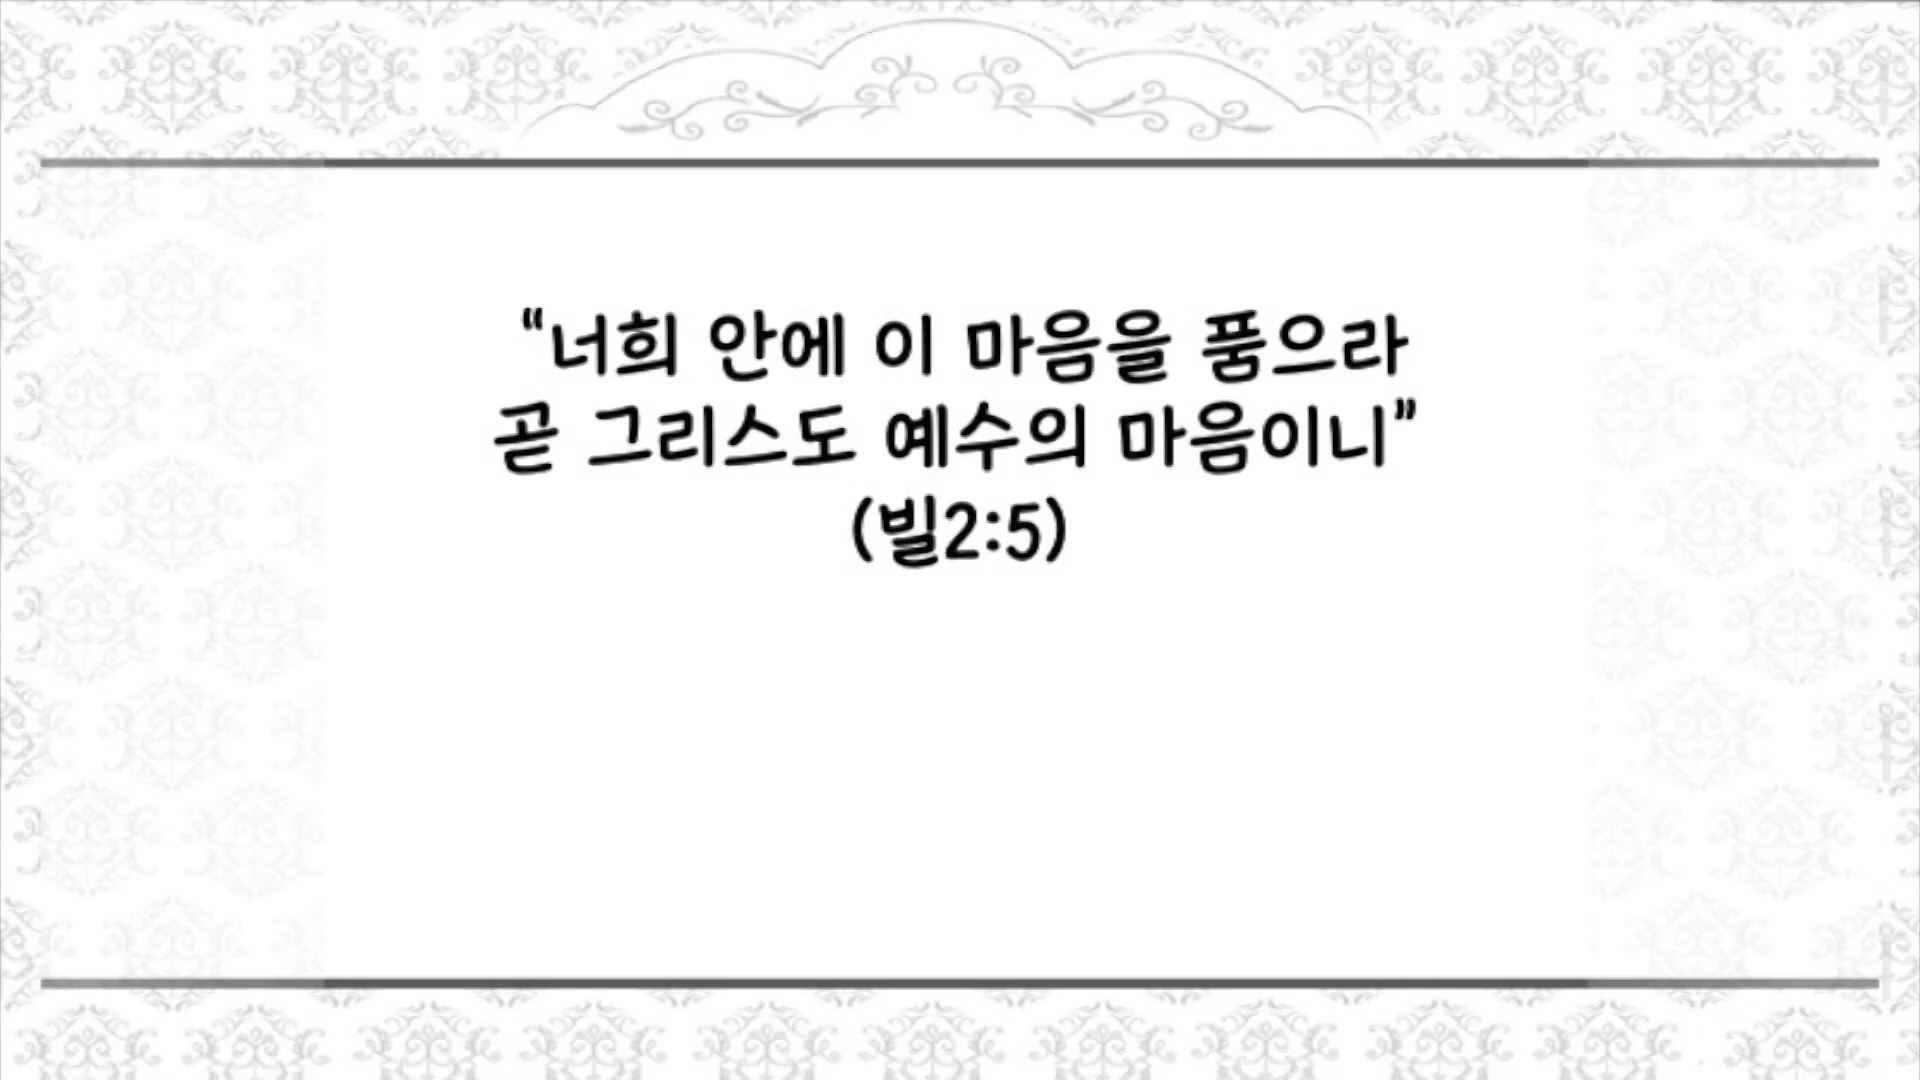 “너희 안에 이 마음을 품으라
곧 그리스도 예수의 마음이니”
(빌2:5)